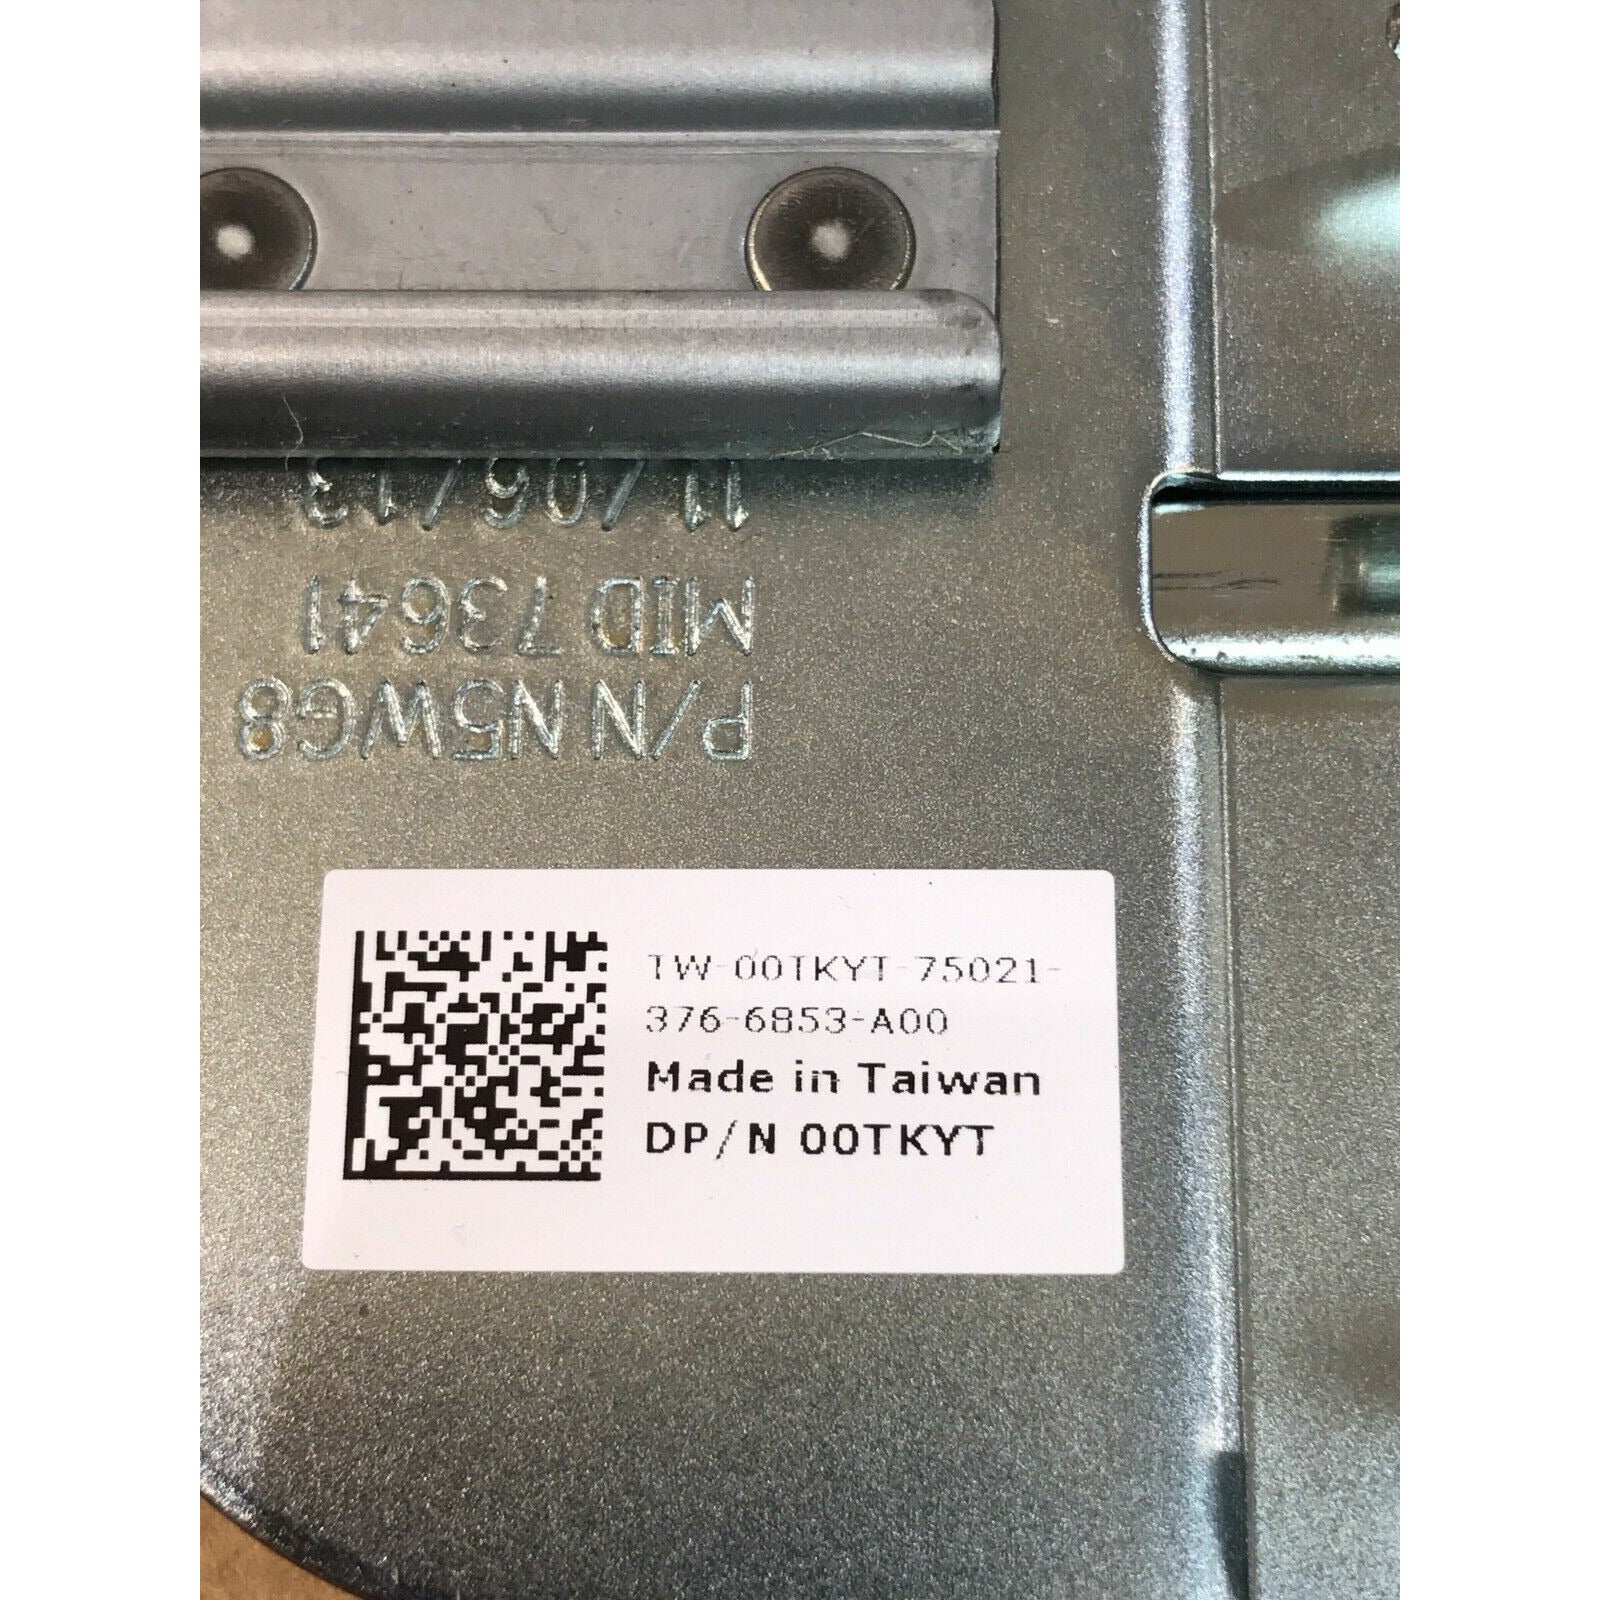 P/N N5WG8
MID 73641
11/06/13
TW-00TKYT-75021-
376-6853-A00
Made in Taiwan
DP/N 00TKYT